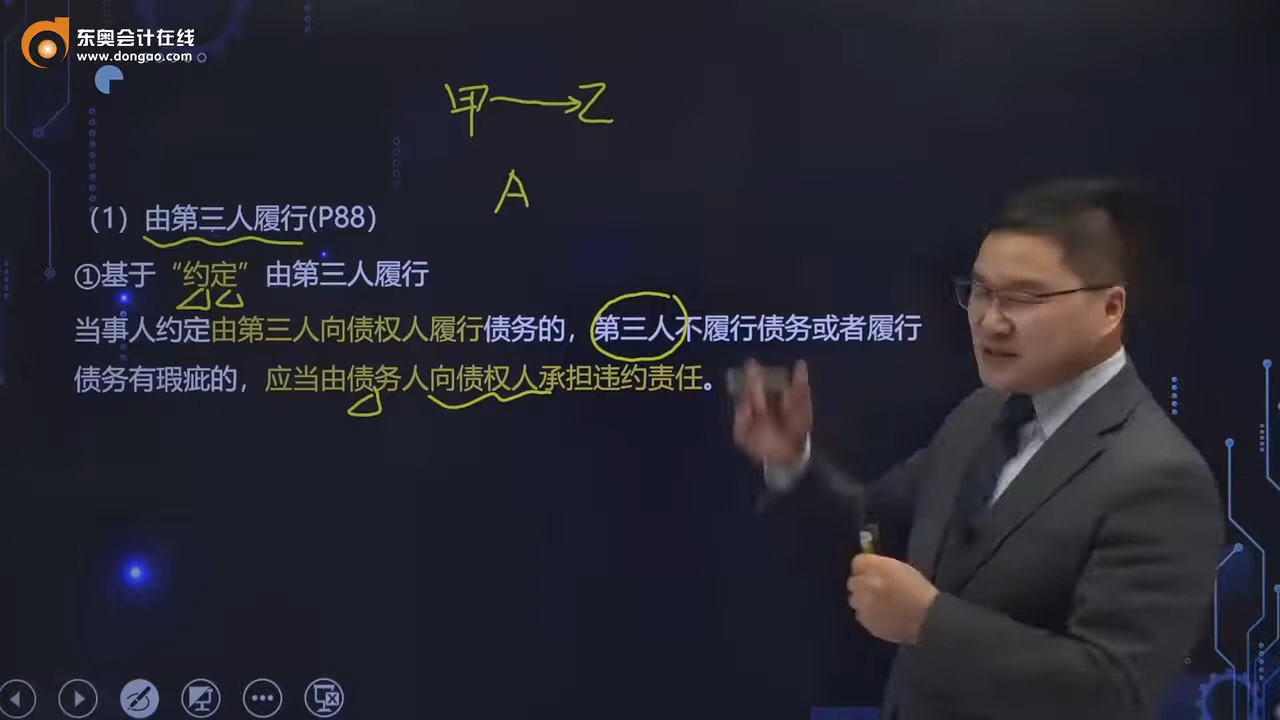 东奥会计在线
www.dongao.com
甲→乙
A
（1）由第三人履行(P88）
①基于“约定”由第三人履行
当事人约定由第三人向债权人履行债务的，第三人不履行债务或者履行
债务有瑕疵的，应当由债务人向债权人承担违约责任。